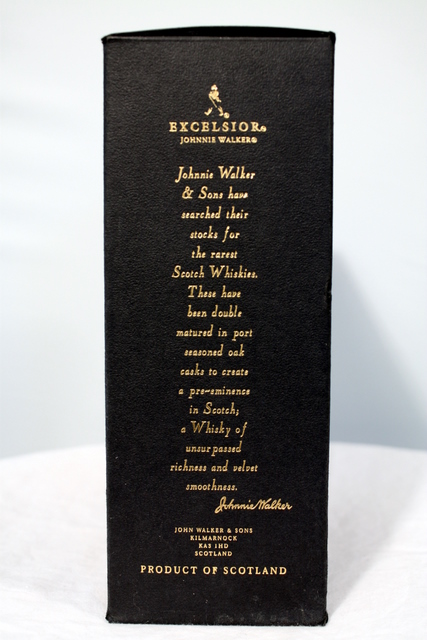 EXCELSIOR®
JOHNNIE WALKER®
Johnnie Walker
& Sons have
searched their
stocks for
the rarest
Scotch Whiskies.
These have
been double
matured in port
seasoned oak
casks to create
a pre-eminence
in Scotch;
a Whisky of
unsurpassed
richness and velvet
smoothness.
Johnnie Walker
JOHN WALKER & SONS
KILMARNOCK
KA3 1HD
SCOTLAND
PRODUCT OF SCOTLAND